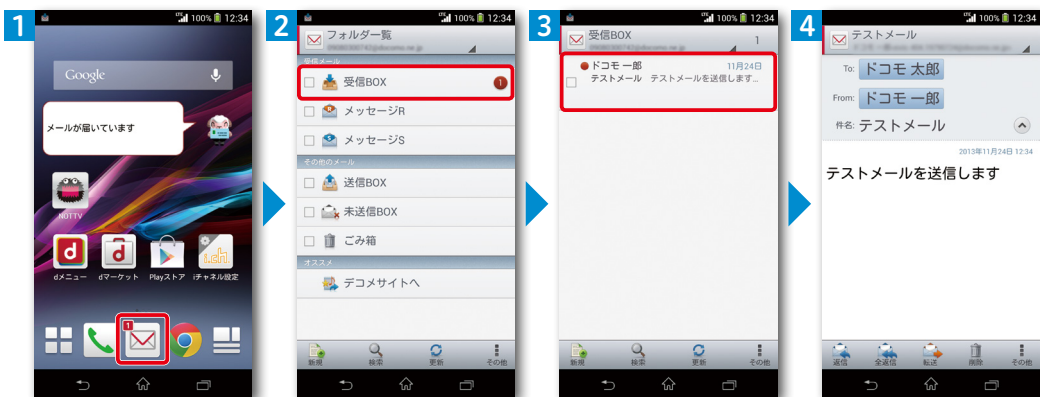 1
100% 12:34
Google
メールが届いています
NOTTV
d
d
i.ch
dメニュー dマーケット Playストア iチャネル設定
1
2
100% 12:34
フォルダ一覧
受信メール
受信BOX 1
メッセージR
メッセージS
その他のメール
送信BOX
未送信BOX
ごみ箱
オススメ
デコメサイトへ
新規 検索 更新 その他
3
100% 12:34
受信BOX 1
ドコモ 一郎 11月24日
テストメール テストメールを送信します...
新規 検索 更新 その他
4
100% 12:34
テストメール
To: ドコモ 太郎
From: ドコモ 一郎
件名: テストメール
2013年11月24日 12:34
テストメールを送信します
返信 全返信 転送 削除 その他